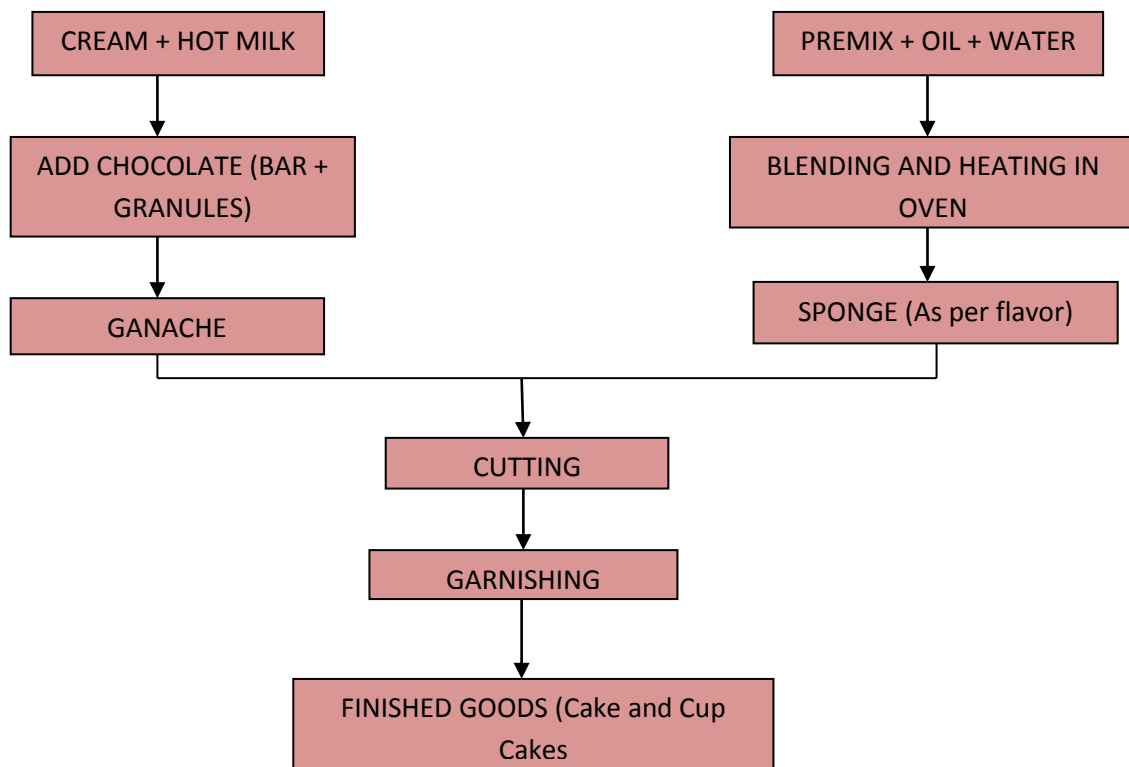 CREAM + HOT MILK
PREMIX + OIL + WATER
ADD CHOCOLATE (BAR +
GRANULES)
BLENDING AND HEATING IN
OVEN
GANACHE
SPONGE (As per flavor)
CUTTING
GARNISHING
FINISHED GOODS (Cake and Cup
Cakes